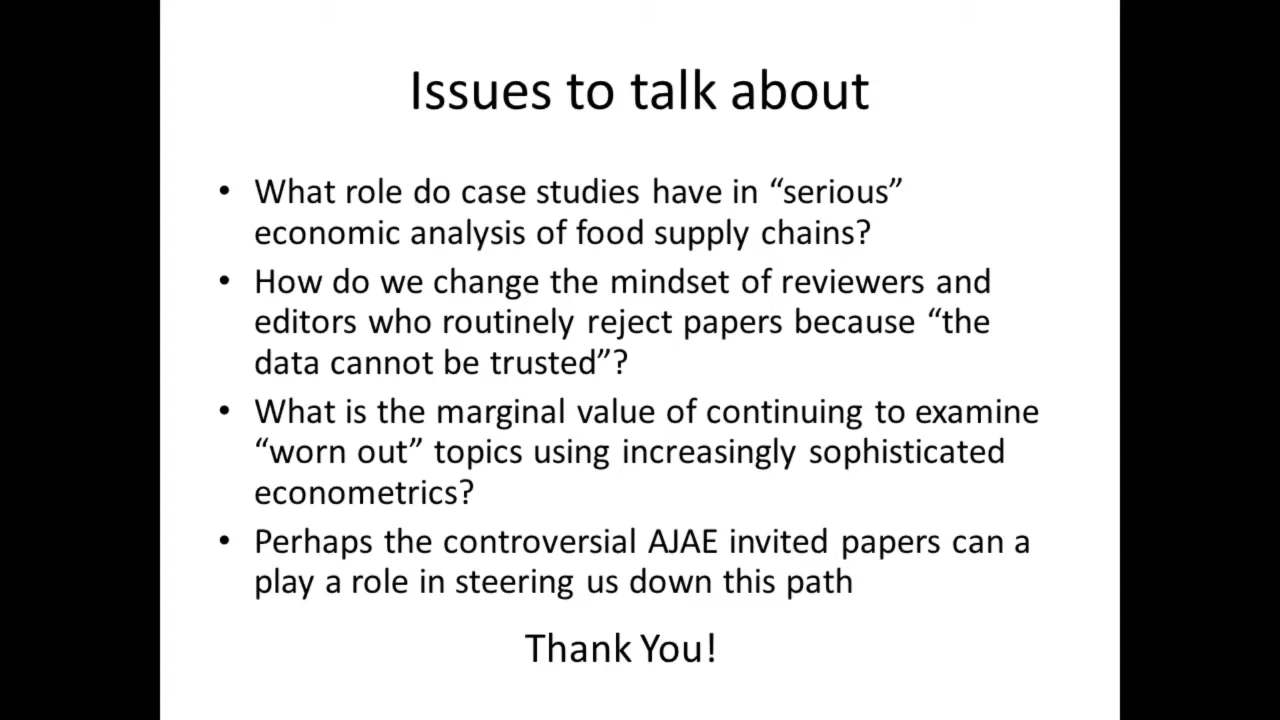 Issues to talk about
• What role do case studies have in “serious”
economic analysis of food supply chains?
• How do we change the mindset of reviewers and
editors who routinely reject papers because “the
data cannot be trusted”?
• What is the marginal value of continuing to examine
“worn out” topics using increasingly sophisticated
econometrics?
• Perhaps the controversial AJAE invited papers can a
play a role in steering us down this path
Thank You!